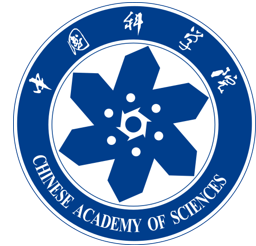 中国科学院
CHINESE ACADEMY OF SCIENCES